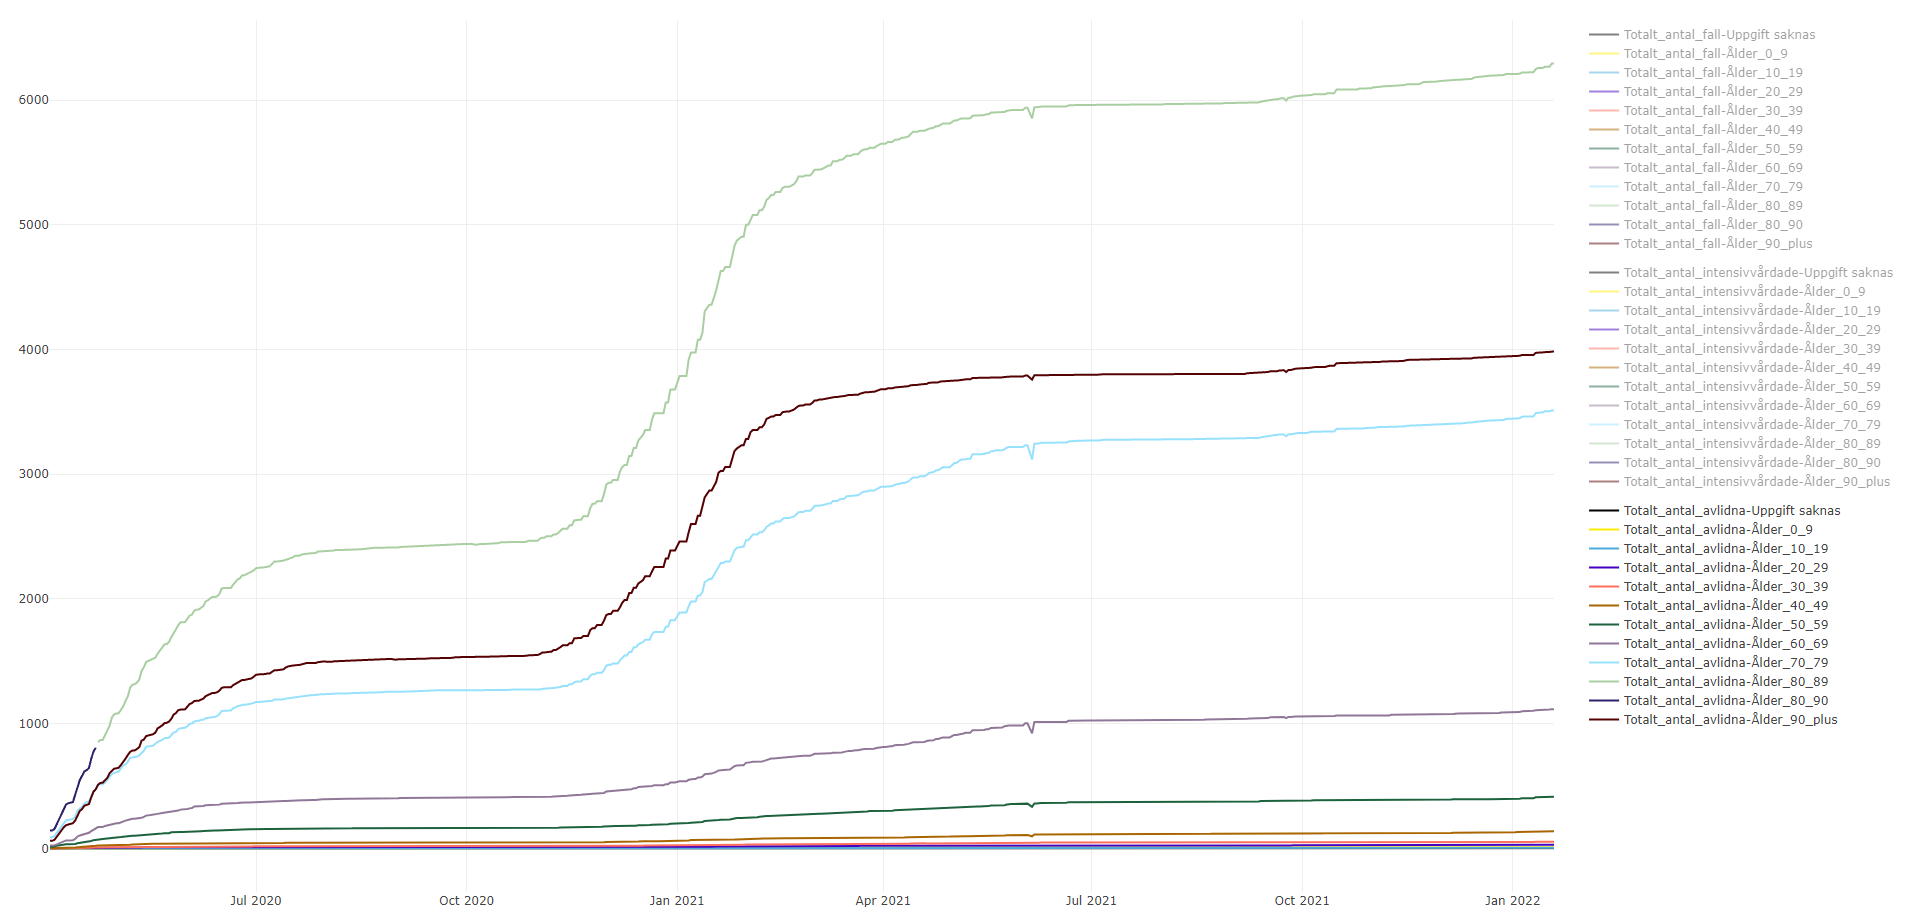 6000
5000
4000
3000
2000
1000
0
Jul 2020
Oct 2020
Jan 2021
Apr 2021
Jul 2021
Oct 2021
Jan 2022
Totalt_antal_fall-Uppgift saknas
Totalt_antal_fall-Ålder_0_9
Totalt_antal_fall-Ålder_10_19
Totalt_antal_fall-Ålder_20_29
Totalt_antal_fall-Ålder_30_39
Totalt_antal_fall-Ålder_40_49
Totalt_antal_fall-Ålder_50_59
Totalt_antal_fall-Ålder_60_69
Totalt_antal_fall-Ålder_70_79
Totalt_antal_fall-Ålder_80_89
Totalt_antal_fall-Ålder_80_90
Totalt_antal_fall-Ålder_90_plus
Totalt_antal_intensivvårdade-Uppgift saknas
Totalt_antal_intensivvårdade-Ålder_0_9
Totalt_antal_intensivvårdade-Ålder_10_19
Totalt_antal_intensivvårdade-Ålder_20_29
Totalt_antal_intensivvårdade-Ålder_30_39
Totalt_antal_intensivvårdade-Ålder_40_49
Totalt_antal_intensivvårdade-Ålder_50_59
Totalt_antal_intensivvårdade-Ålder_60_69
Totalt_antal_intensivvårdade-Ålder_70_79
Totalt_antal_intensivvårdade-Ålder_80_89
Totalt_antal_intensivvårdade-Ålder_80_90
Totalt_antal_intensivvårdade-Ålder_90_plus
Totalt_antal_avlidna-Uppgift saknas
Totalt_antal_avlidna-Ålder_0_9
Totalt_antal_avlidna-Ålder_10_19
Totalt_antal_avlidna-Ålder_20_29
Totalt_antal_avlidna-Ålder_30_39
Totalt_antal_avlidna-Ålder_40_49
Totalt_antal_avlidna-Ålder_50_59
Totalt_antal_avlidna-Ålder_60_69
Totalt_antal_avlidna-Ålder_70_79
Totalt_antal_avlidna-Ålder_80_89
Totalt_antal_avlidna-Ålder_80_90
Totalt_antal_avlidna-Ålder_90_plus